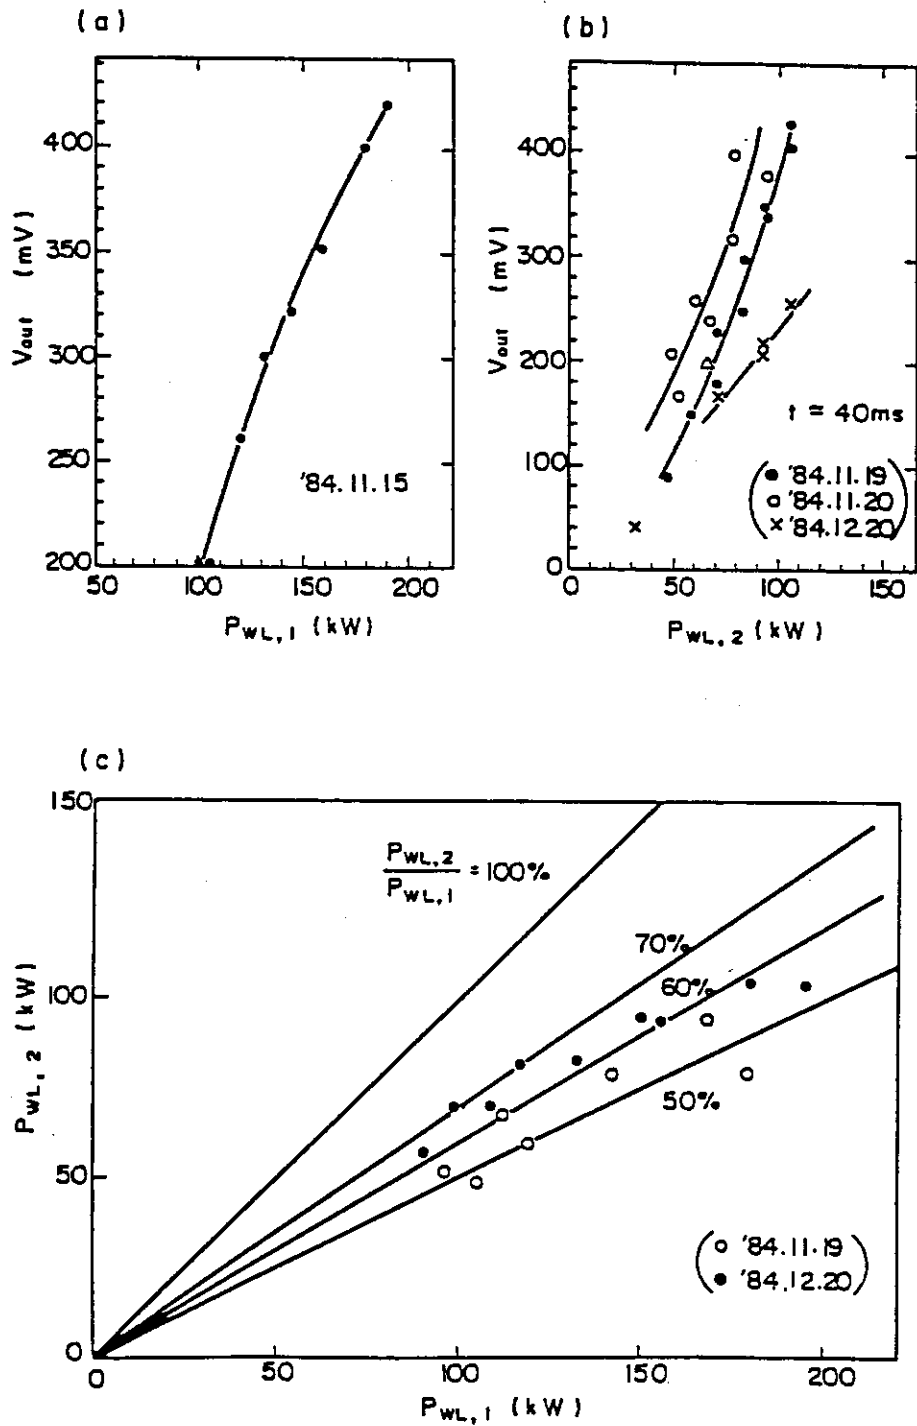 (a)
Vout (mV)
400
350
300
250
200
'84.11.15
50 100 150 200
PWL,1 (kW)
(b)
Vout (mV)
400
300
200
100
0
t = 40ms
● '84.11.19
○ '84.11.20
× '84.12.20
0 50 100 150
PWL,2 (kW)
(c)
PWL,2 (kW)
150
100
50
0
PWL,2
PWL,1
= 100%
70%
60%
50%
○ '84.11.19
● '84.12.20
0 50 100 150 200
PWL,1 (kW)